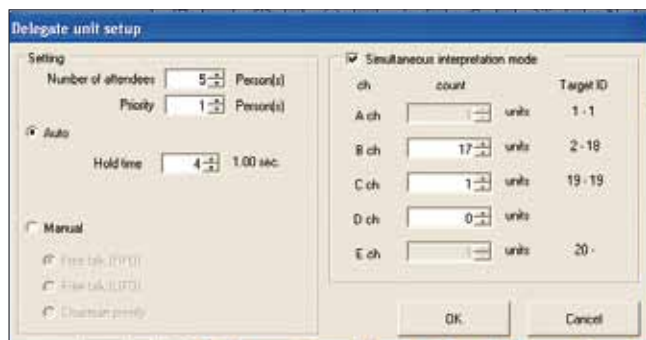 Delegate unit setup
Setting
Number of attendees 5 Person(s)
Priority 1 Person(s)
Auto
Hold time 4 1.00 sec.
Manual
Free talk (FIFO)
Free talk (LIFO)
Chairman priority
Simultaneous interpretation mode
ch count Target ID
A ch units 1 - 1
B ch 17 units 2 - 18
C ch 1 units 19 - 19
D ch 0 units
E ch units 20 -
OK
Cancel